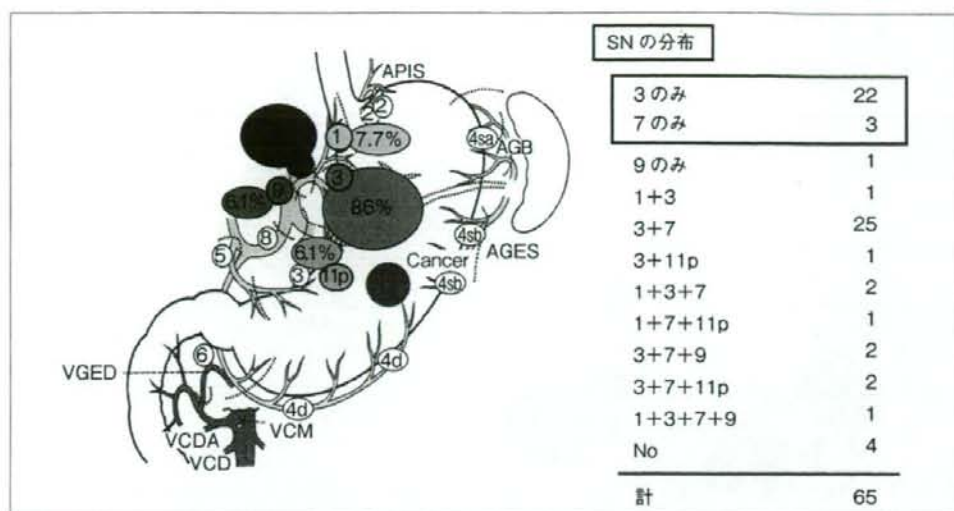 APIS
2
2
1
7.7%
4sa
AGB
3
9
6.1%
86%
8
5
6.1%
4sb
AGES
Cancer
3
11p
4sb
6
4d
VGED
4d
VCM
VCDA
VCD
SN の分布
3 のみ 22
7 のみ 3
9 のみ 1
1+3 1
3+7 25
3+11p 1
1+3+7 2
1+7+11p 1
3+7+9 2
3+7+11p 2
1+3+7+9 1
No 4
計 65